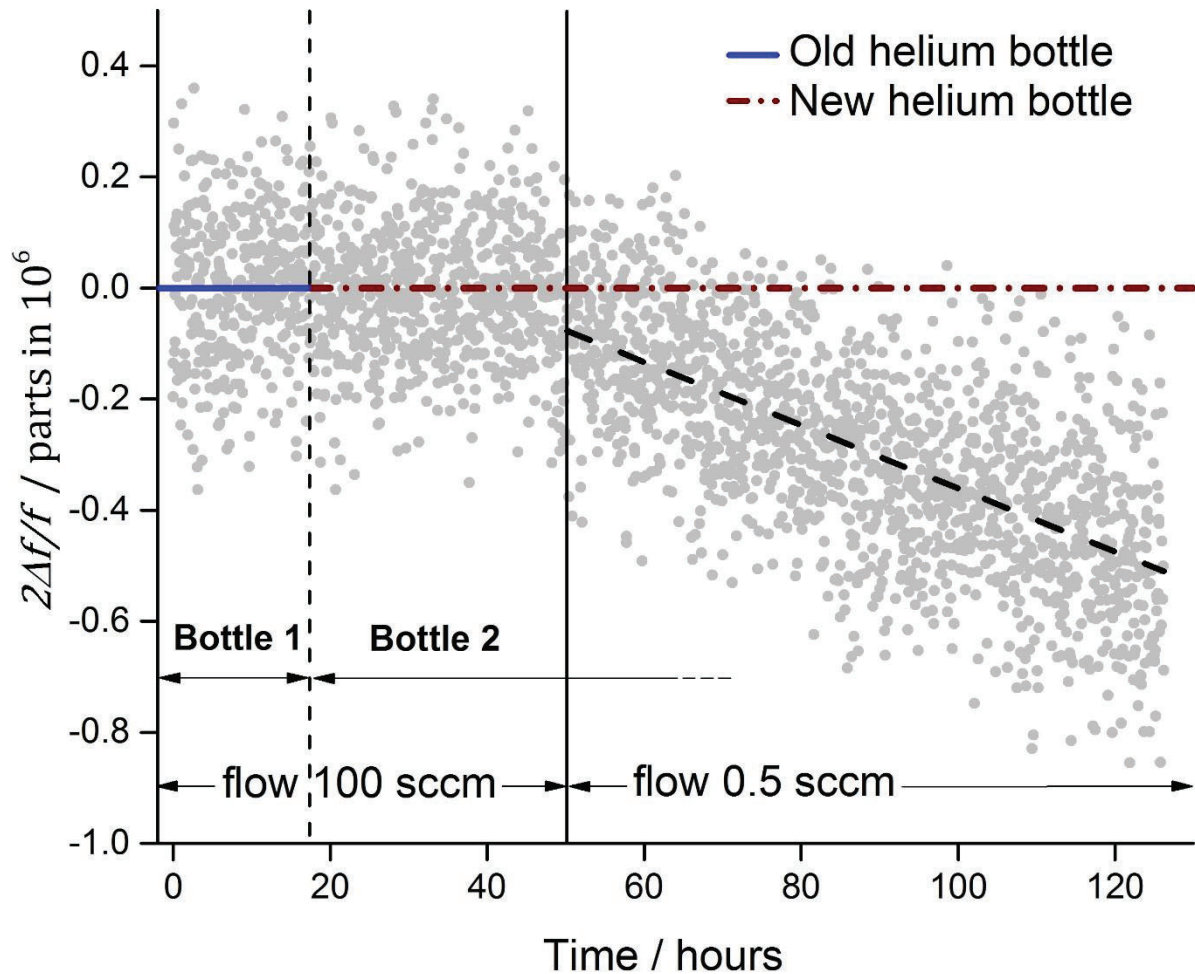 Old helium bottle
New helium bottle
0.4
0.2
0.0
-0.2
-0.4
-0.6
-0.8
-1.0
2Δf/f / parts in 10⁶
Bottle 1
Bottle 2
flow 100 sccm
flow 0.5 sccm
0 20 40 60 80 100 120
Time / hours